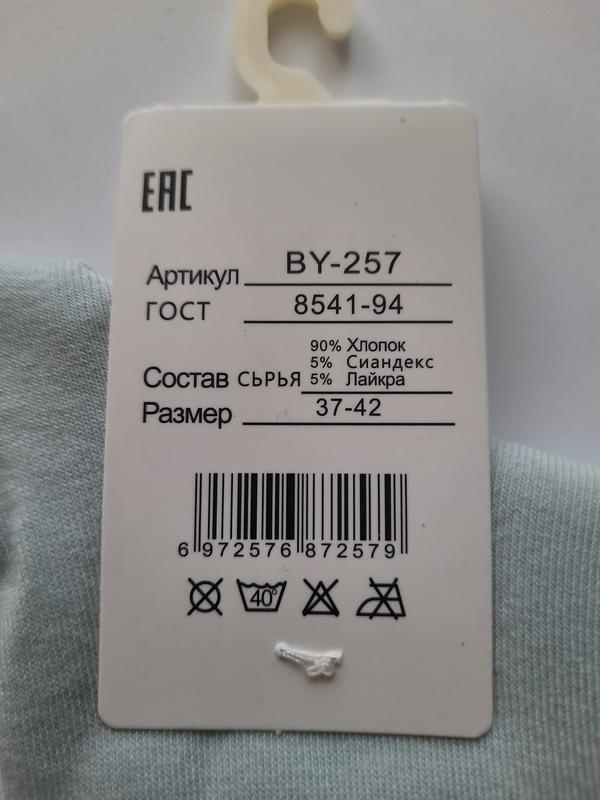 EAC
Артикул BY-257
ГОСТ 8541-94
90% Хлопок
5% Сиандекс
Состав СЫРЬЯ 5% Лайкра
Размер 37-42
6 972576 872579
40°